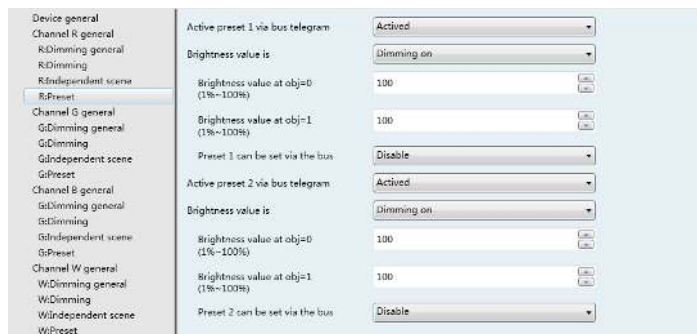 Device general
Channel R general
R:Dimming general
R:Dimming
R:Independent scene
R:Preset
Channel G general
G:Dimming general
G:Dimming
G:Independent scene
G:Preset
Channel B general
G:Dimming general
G:Dimming
G:Independent scene
G:Preset
Channel W general
W:Dimming general
W:Dimming
W:Independent scene
W:Preset
Active preset 1 via bus telegram Actived
Brightness value is Dimming on
Brightness value at obj=0 100
(1%~100%)
Brightness value at obj=1 100
(1%~100%)
Preset 1 can be set via the bus Disable
Active preset 2 via bus telegram Actived
Brightness value is Dimming on
Brightness value at obj=0 100
(1%~100%)
Brightness value at obj=1 100
(1%~100%)
Preset 2 can be set via the bus Disable